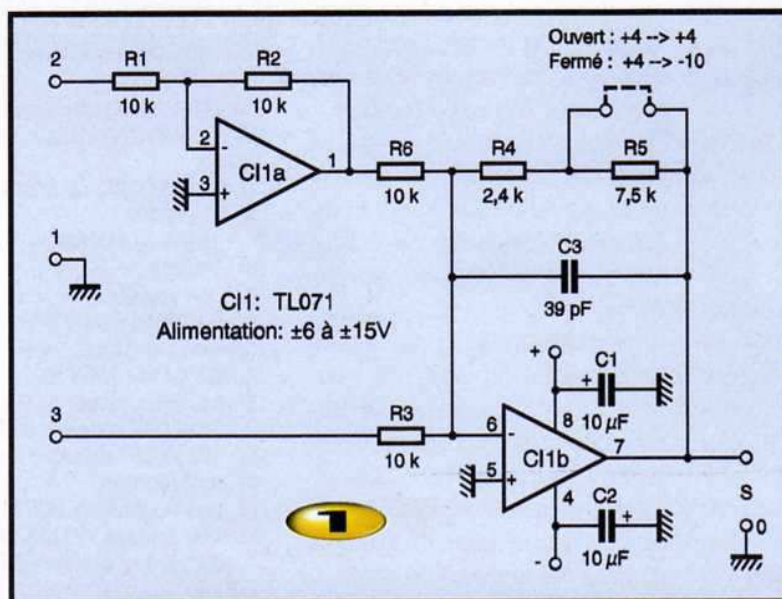 Ouvert : +4 --> +4
Fermé : +4 --> -10
2
R1
10 k
R2
10 k
2
-
3
+
CI1a
1
R6
10 k
R4
2,4 k
R5
7,5 k
1
C3
39 pF
CI1: TL071
Alimentation: ±6 à ±15V
3
R3
10 k
6
-
5
+
CI1b
7
8
4
+
+
C1
10 µF
C2
+
10 µF
-
S
0
1